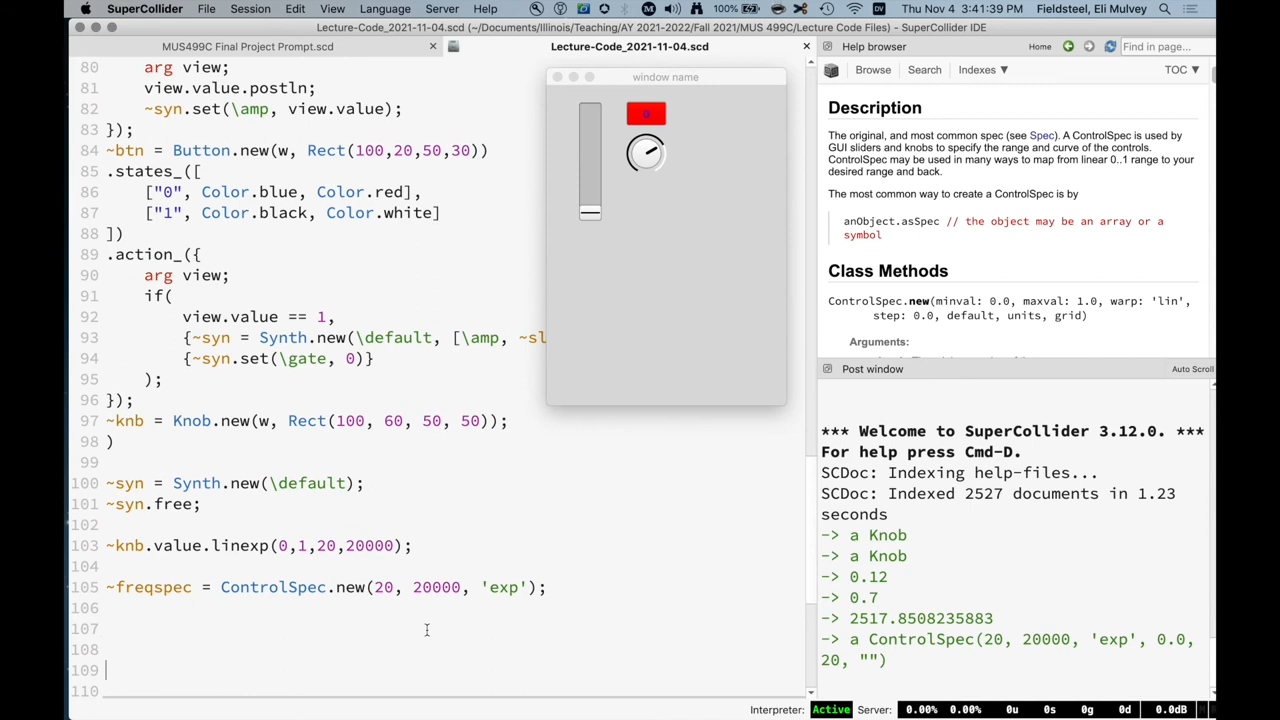 SuperCollider File Session Edit View Language Server Help 100% Thu Nov 4 3:41:39 PM Fieldsteel, Eli Mulvey
Lecture-Code_2021-11-04.scd (~/Documents/Illinois/Teaching/AY 2021-2022/Fall 2021/MUS 499C/Lecture Code Files) - SuperCollider IDE
MUS499C Final Project Prompt.scd
Lecture-Code_2021-11-04.scd
80 arg view;
81 view.value.postln;
82 ~syn.set(\amp, view.value);
83 });
84 ~btn = Button.new(w, Rect(100,20,50,30))
85 .states_([
86 ["0", Color.blue, Color.red],
87 ["1", Color.black, Color.white]
88 ])
89 .action_({
90 arg view;
91 if(
92 view.value == 1,
93 {~syn = Synth.new(\default, [\amp, ~sl
94 {~syn.set(\gate, 0)}
95 );
96 });
97 ~knb = Knob.new(w, Rect(100, 60, 50, 50));
98 )
99
100 ~syn = Synth.new(\default);
101 ~syn.free;
102
103 ~knb.value.linexp(0,1,20,20000);
104
105 ~freqspec = ControlSpec.new(20, 20000, 'exp');
106
107
108
109
110
window name
0
Help browser Home Find in page...
Browse Search Indexes ▼ TOC ▼
Description
The original, and most common spec (see Spec). A ControlSpec is used by
GUI sliders and knobs to specify the range and curve of the controls.
ControlSpec may be used in many ways to map from linear 0..1 range to your
desired range and back.
The most common way to create a ControlSpec is by
anObject.asSpec // the object may be an array or a
symbol
Class Methods
ControlSpec.new(minval: 0.0, maxval: 1.0, warp: 'lin',
step: 0.0, default, units, grid)
Arguments:
Post window Auto Scroll
*** Welcome to SuperCollider 3.12.0. ***
For help press Cmd-D.
SCDoc: Indexing help-files...
SCDoc: Indexed 2527 documents in 1.23
seconds
-> a Knob
-> a Knob
-> 0.12
-> 0.7
-> 2517.8508235883
-> a ControlSpec(20, 20000, 'exp', 0.0,
20, "")
Interpreter: Active Server: 0.00% 0.00% 0u 0s 0g 0d 0.0dB